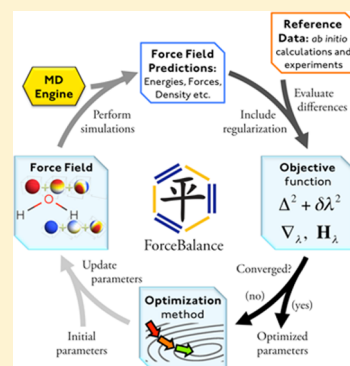 Reference
Data: ab initio
calculations and
experiments
Force Field
Predictions:
Energies, Forces,
Density etc.
MD
Engine
Perform
simulations
Include
regularization
Evaluate
differences
Force Field
O
H H
平
ForceBalance
Objective
function
Δ² + δλ²
∇λ, Hλ
Converged?
(no)
(yes)
Update
parameters
Optimization
method
Initial
parameters
Optimized
parameters